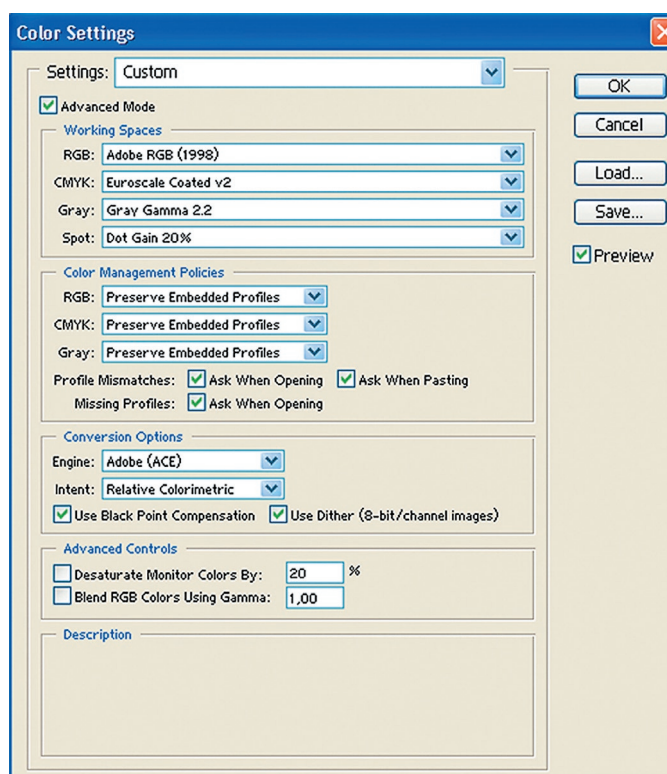 Color Settings
Settings: Custom
Advanced Mode
Working Spaces
RGB: Adobe RGB (1998)
CMYK: Euroscale Coated v2
Gray: Gray Gamma 2.2
Spot: Dot Gain 20%
Color Management Policies
RGB: Preserve Embedded Profiles
CMYK: Preserve Embedded Profiles
Gray: Preserve Embedded Profiles
Profile Mismatches: Ask When Opening Ask When Pasting
Missing Profiles: Ask When Opening
Conversion Options
Engine: Adobe (ACE)
Intent: Relative Colorimetric
Use Black Point Compensation Use Dither (8-bit/channel images)
Advanced Controls
Desaturate Monitor Colors By: 20 %
Blend RGB Colors Using Gamma: 1,00
Description
OK
Cancel
Load...
Save...
Preview